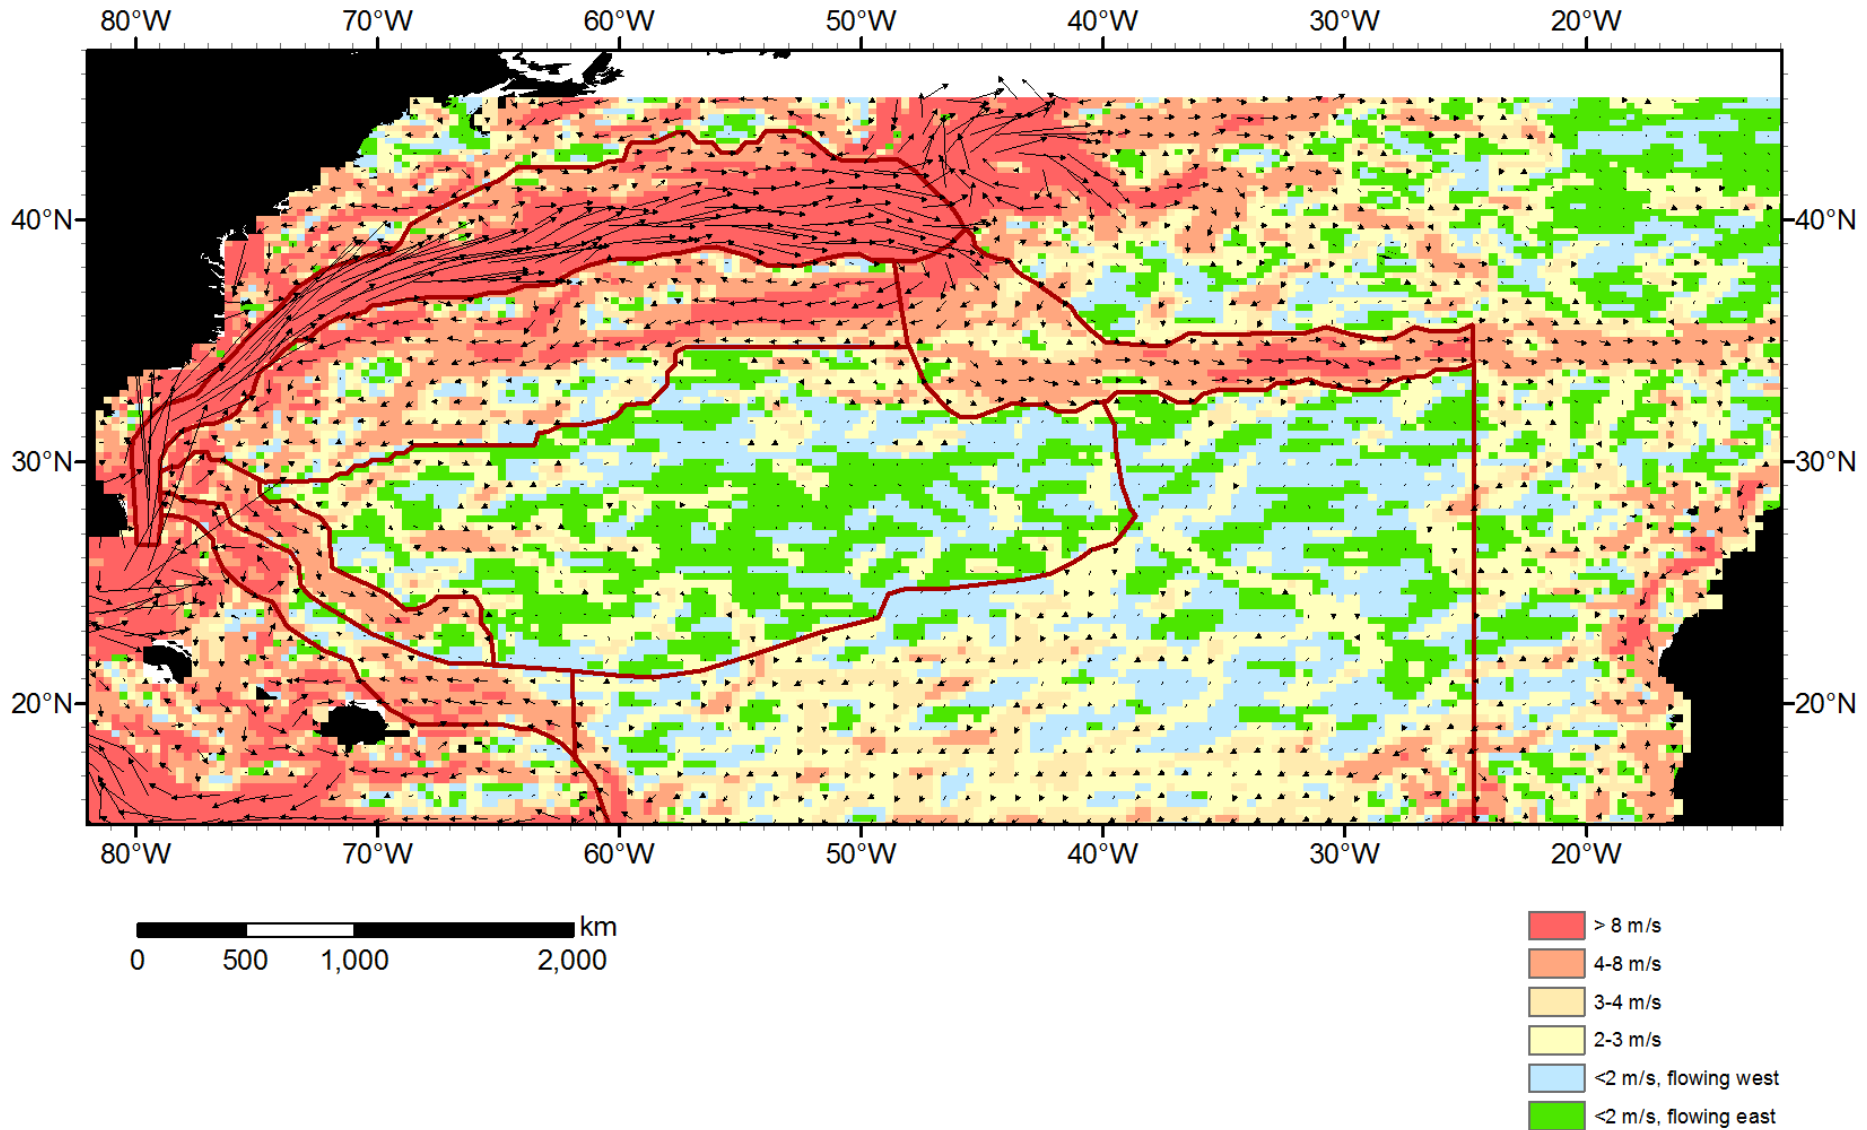 80°W 70°W 60°W 50°W 40°W 30°W 20°W
40°N 40°N
30°N 30°N
20°N 20°N
80°W 70°W 60°W 50°W 40°W 30°W 20°W
km
0 500 1,000 2,000
> 8 m/s
4-8 m/s
3-4 m/s
2-3 m/s
<2 m/s, flowing west
<2 m/s, flowing east